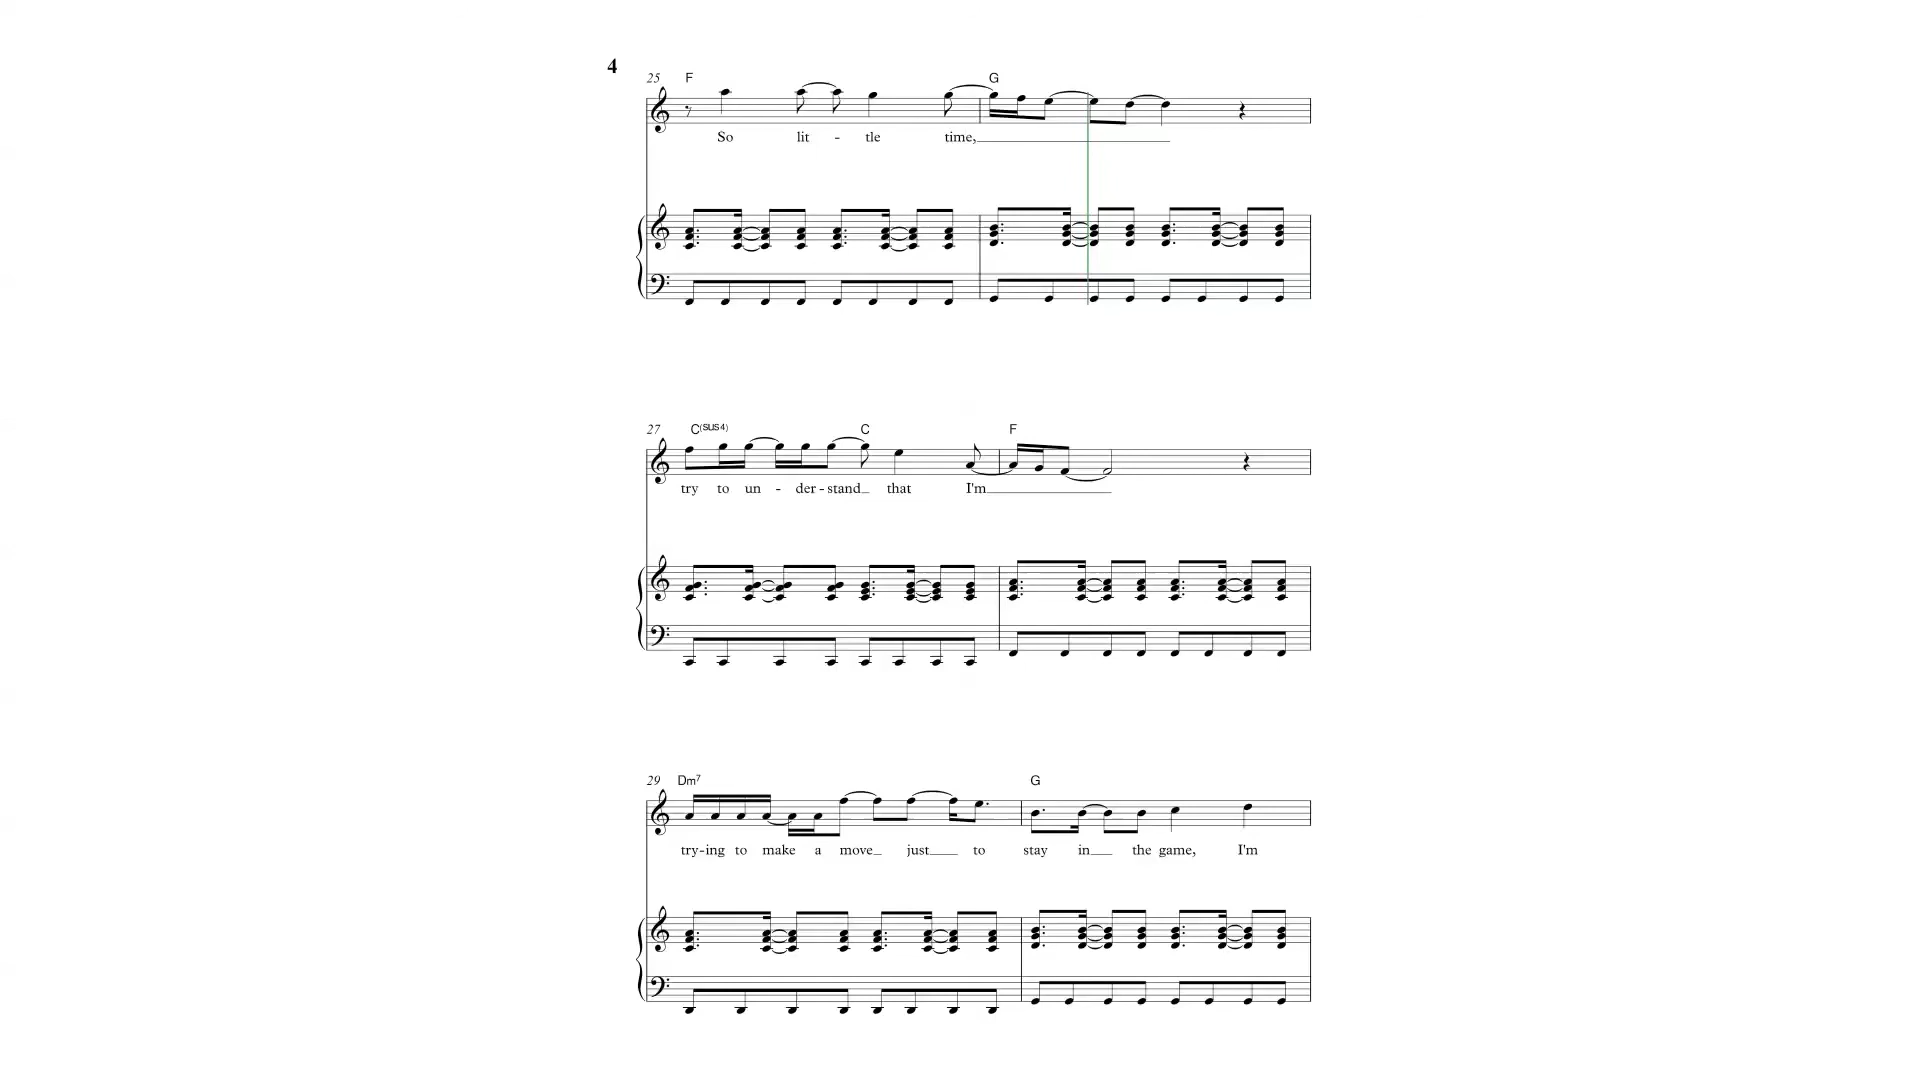 4
25 F G
So lit - tle time,
27 C(SUS4) C F
try to un - der - stand that I'm
29 Dm7 G
try - ing to make a move just to stay in the game, I'm